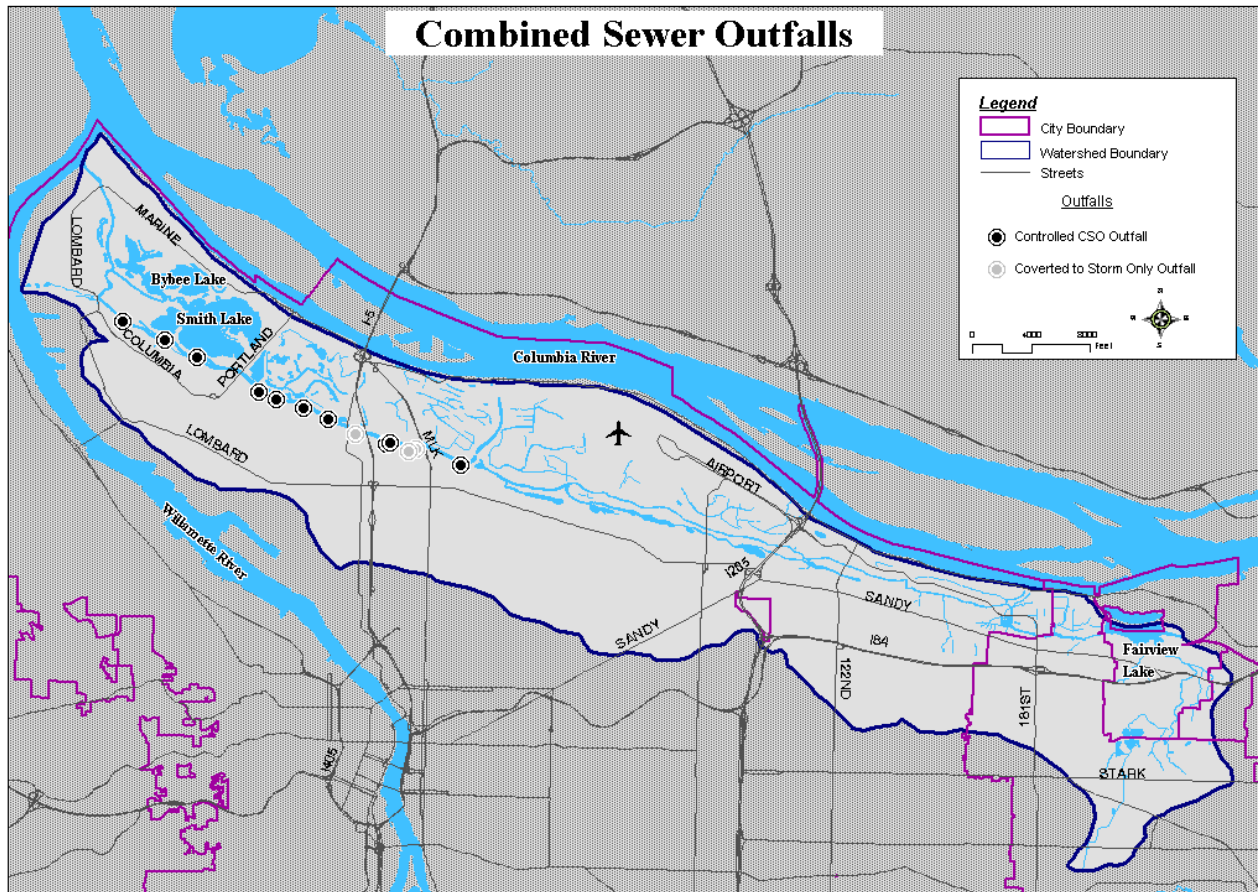 Combined Sewer Outfalls
Legend
City Boundary
Watershed Boundary
Streets
Outfalls
Controlled CSO Outfall
Coverted to Storm Only Outfall
N
W
E
S
0 4000 8000
Feet
LOMBARD
MARINE
Bybee Lake
Smith Lake
COLUMBIA
PORTLAND
I-5
Columbia River
LOMBARD
MLK
AIRPORT
Willamette River
I205
SANDY
SANDY
I84
Fairview
Lake
122ND
181ST
I405
STARK